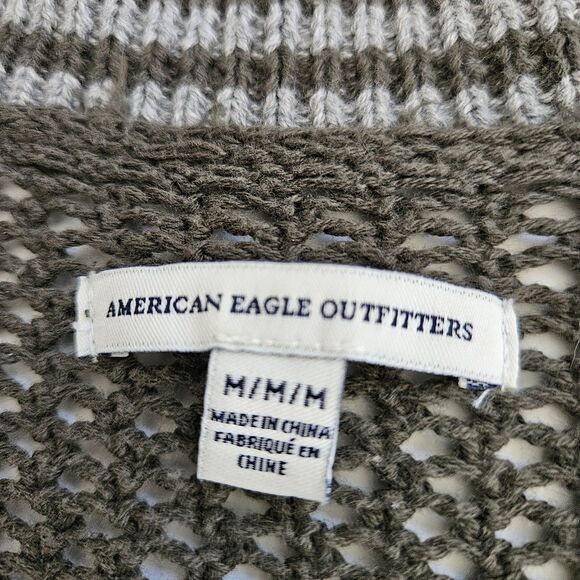 AMERICAN EAGLE OUTFITTERS
M/M/M
MADE IN CHINA
FABRIQUÉ EN
CHINE